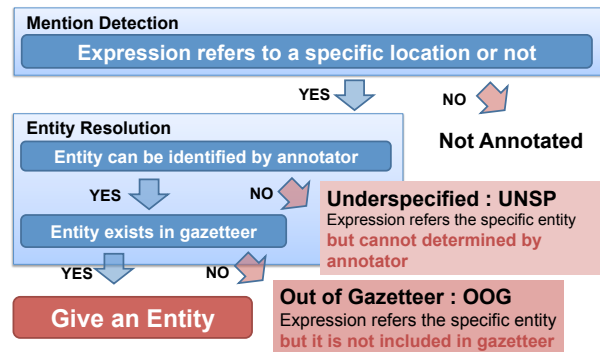 Mention Detection
Expression refers to a specific location or not
YES
NO
Not Annotated
Entity Resolution
Entity can be identified by annotator
YES
NO
Underspecified : UNSP
Expression refers the specific entity
but cannot determined by
annotator
Entity exists in gazetteer
YES
NO
Give an Entity
Out of Gazetteer : OOG
Expression refers the specific entity
but it is not included in gazetteer